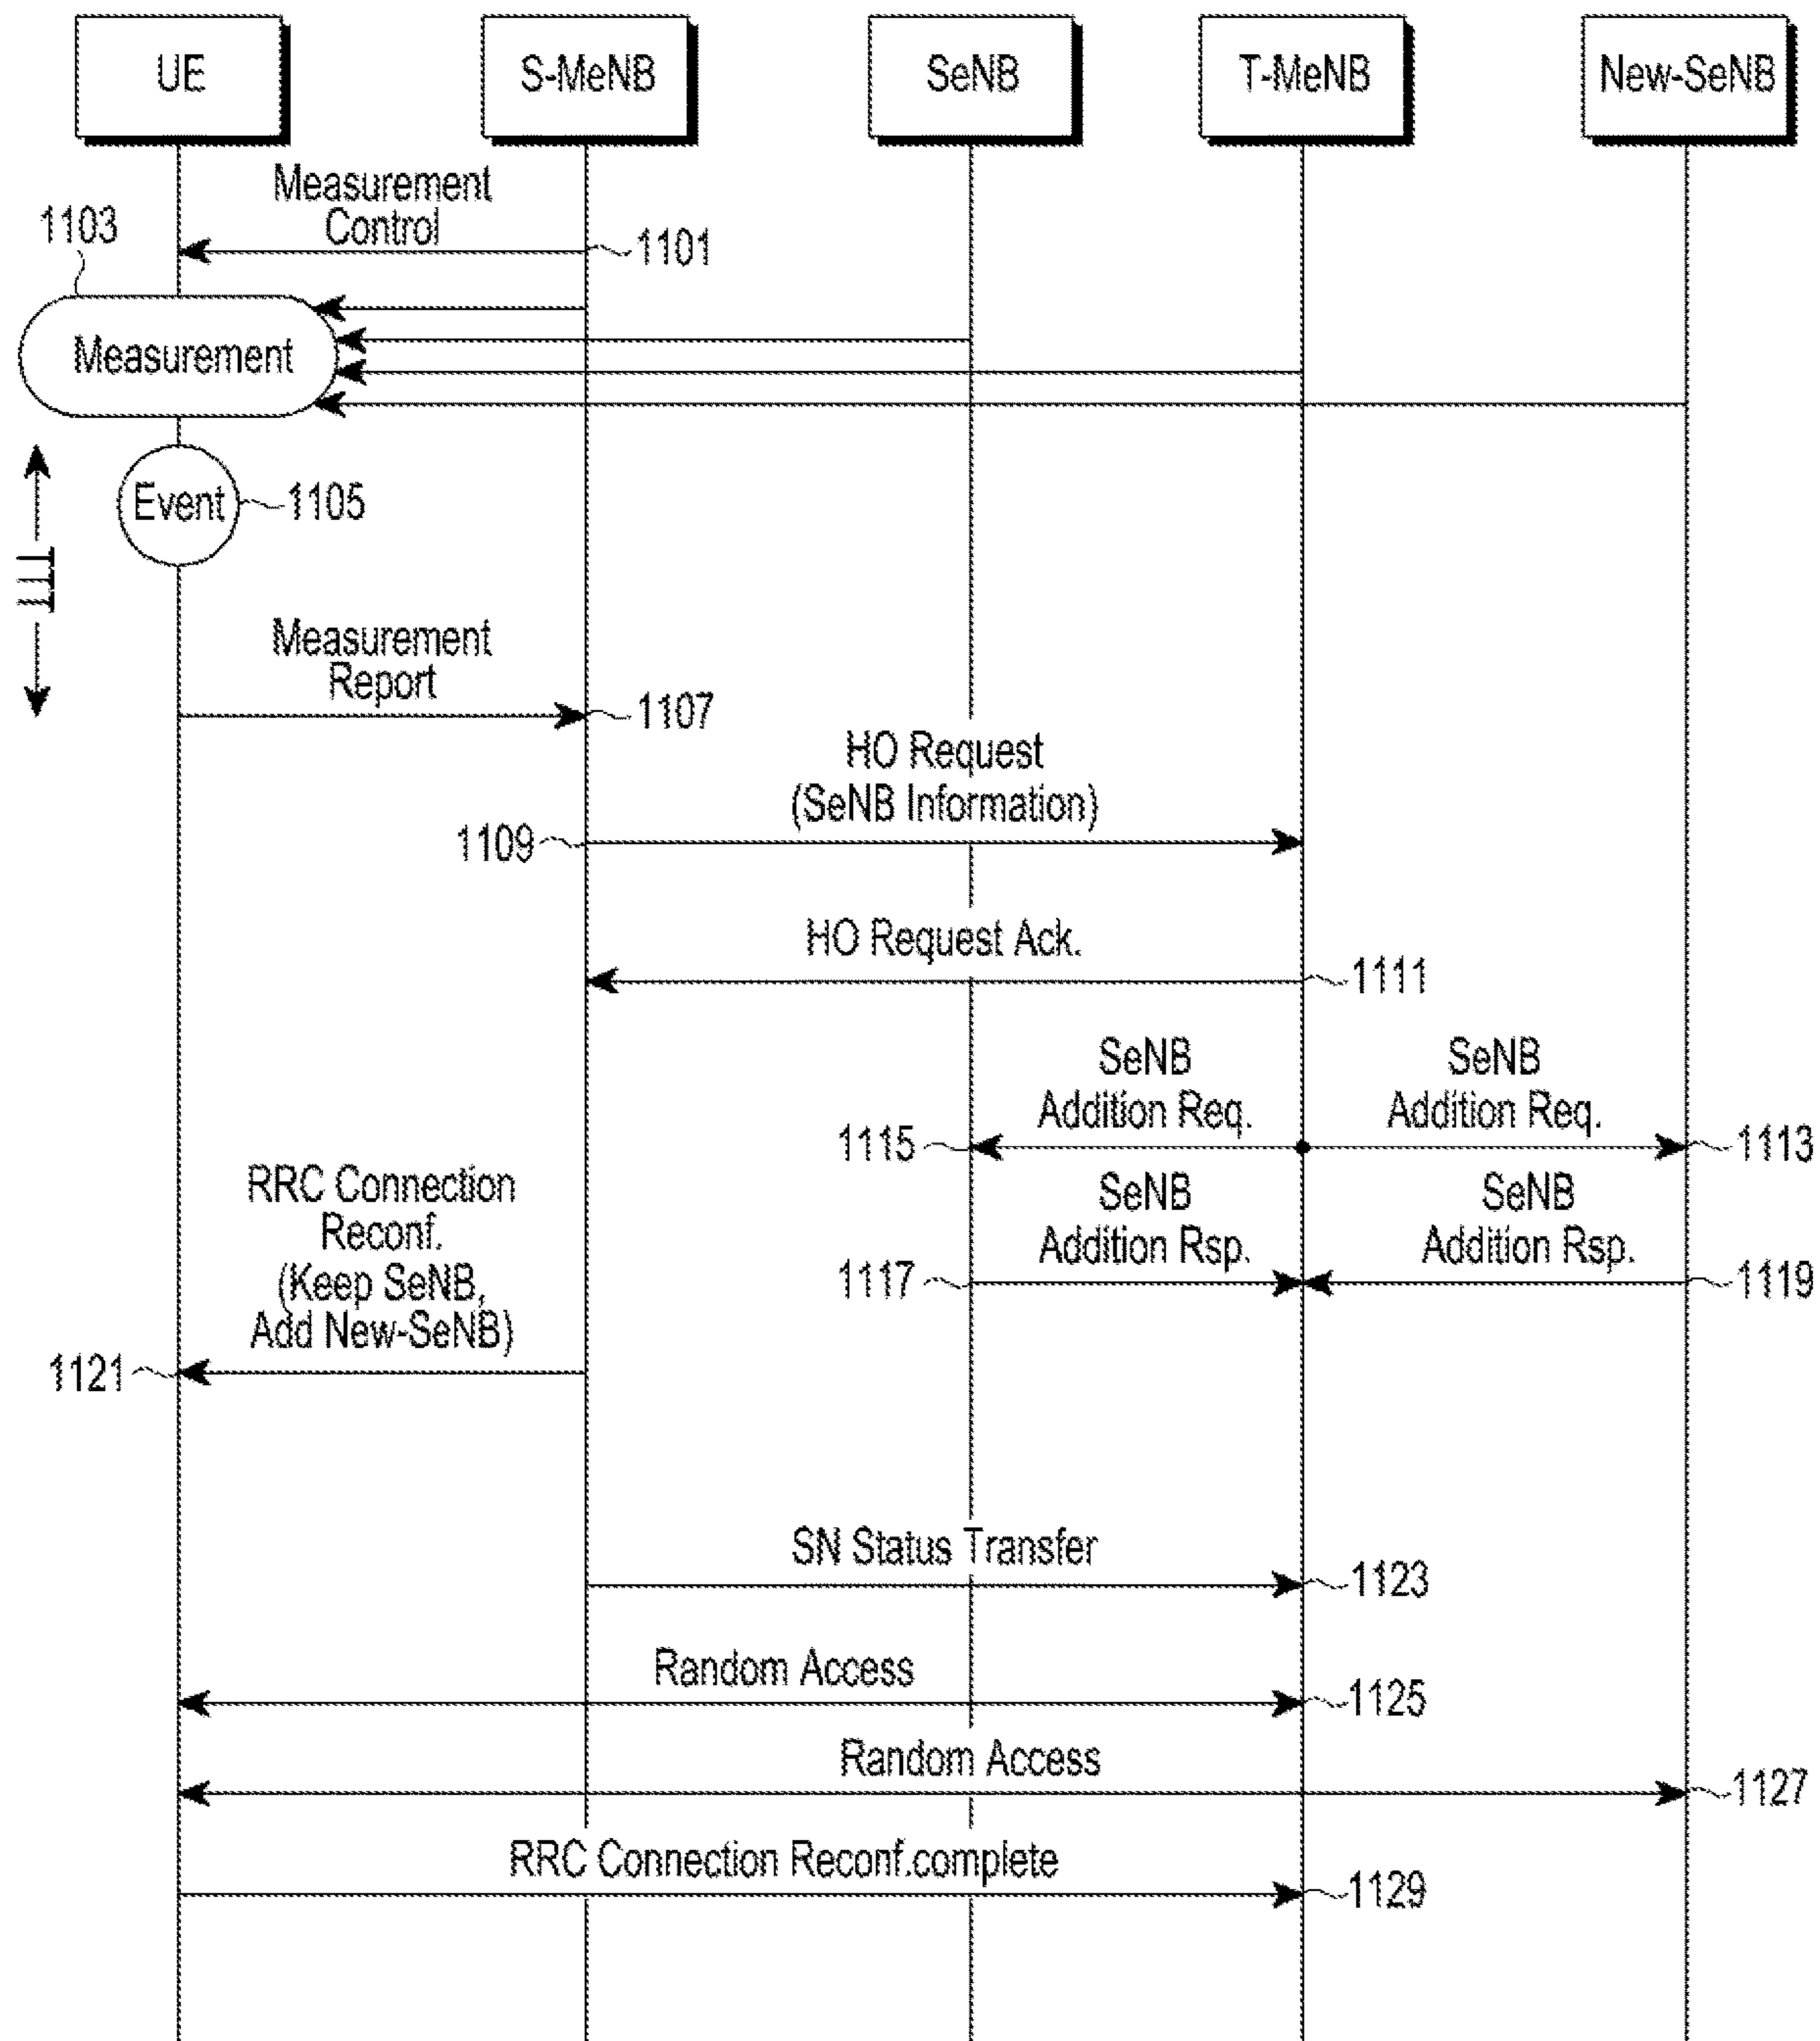 UE
S-MeNB
SeNB
T-MeNB
New-SeNB
Measurement
Control
1101
1103
Measurement
Event
1105
TTT
Measurement
Report
1107
HO Request
(SeNB Information)
1109
HO Request Ack.
1111
SeNB
Addition Req.
SeNB
Addition Req.
1115
1113
SeNB
Addition Rsp.
SeNB
Addition Rsp.
1117
1119
RRC Connection
Reconf.
(Keep SeNB,
Add New-SeNB)
1121
SN Status Transfer
1123
Random Access
1125
Random Access
1127
RRC Connection Reconf.complete
1129